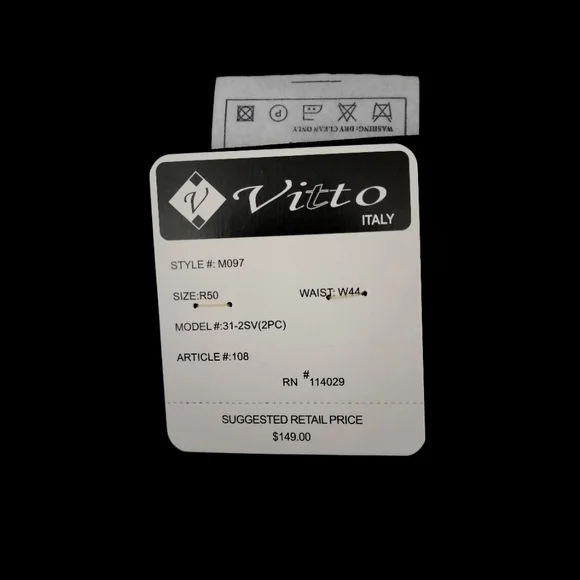 WASHING: DRY CLEAN ONLY
P
V
Vitto
ITALY
STYLE #: M097
SIZE:R50 WAIST: W44
MODEL #:31-2SV(2PC)
ARTICLE #:108
RN #114029
SUGGESTED RETAIL PRICE
$149.00